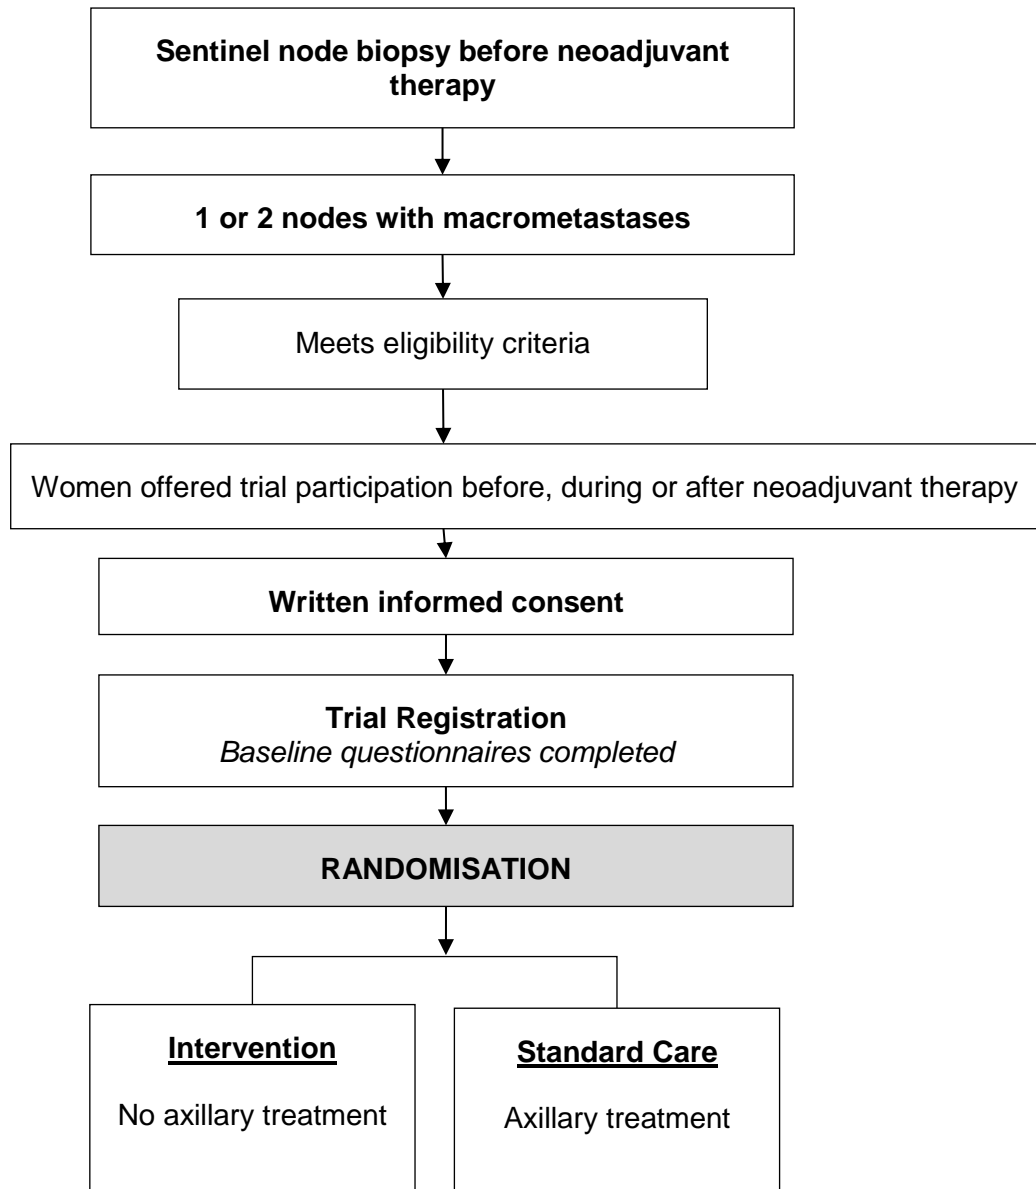 Sentinel node biopsy before neoadjuvant
therapy
1 or 2 nodes with macrometastases
Meets eligibility criteria
Women offered trial participation before, during or after neoadjuvant therapy
Written informed consent
Trial Registration
Baseline questionnaires completed
RANDOMISATION
Intervention
No axillary treatment
Standard Care
Axillary treatment